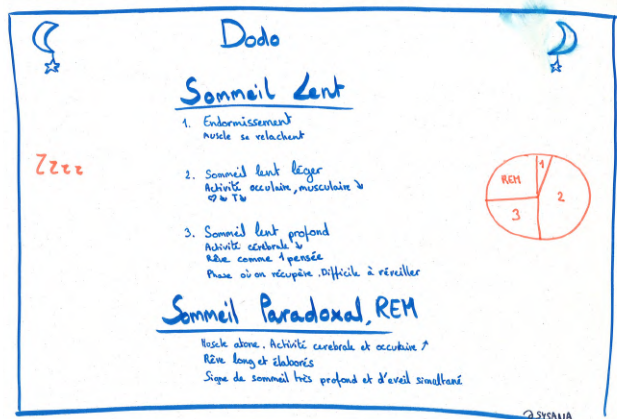 Dodo
Sommeil Lent
1. Endormissement
Muscle se relachent
Zzzz
2. Sommeil lent léger
Activité occulaire, musculaire ↘
♡↘ T↘
3. Sommeil lent profond
Activité cérébrale ↘
Rêve comme 1 pensée
Phase où on récupère. Difficile à réveiller
REM
1
2
3
Sommeil Paradoxal, REM
Muscle atone. Activité cerebrale et occulaire ↗
Rêve long et élaborés
Signe de sommeil très profond et d'eveil simultané
SYSANA